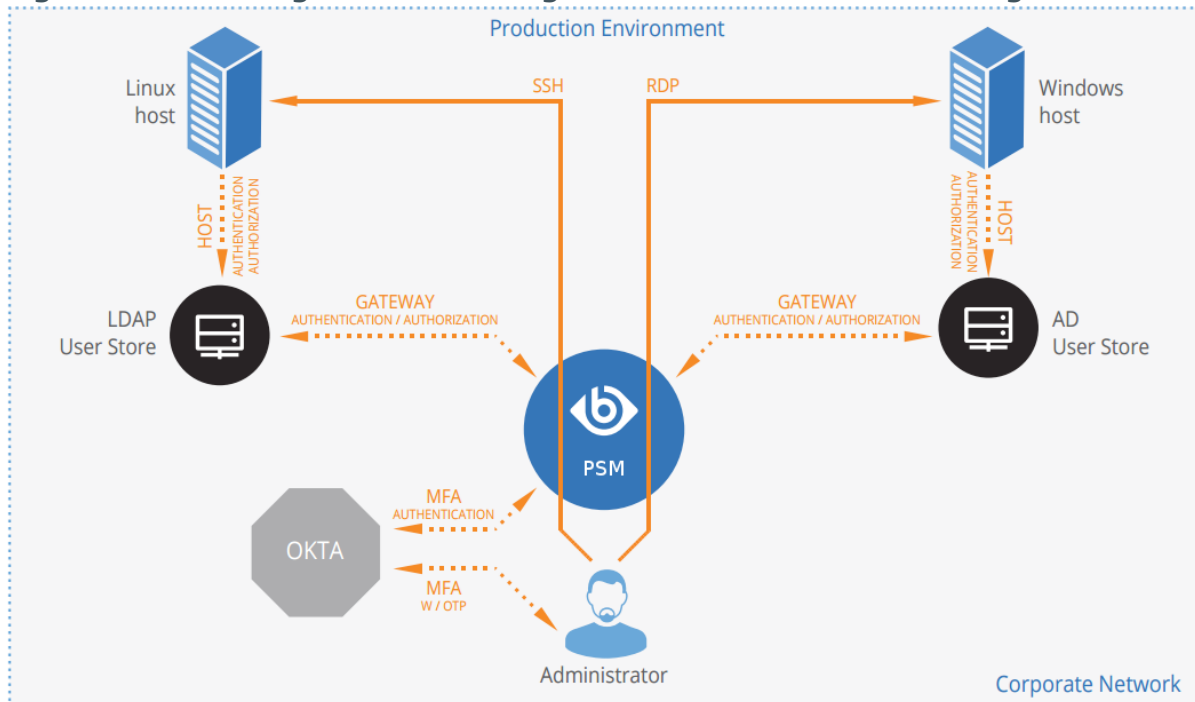 Production Environment
Linux
host
SSH
RDP
Windows
host
HOST
AUTHENTICATION
AUTHORIZATION
HOST
AUTHENTICATION
AUTHORIZATION
LDAP
User Store
GATEWAY
AUTHENTICATION / AUTHORIZATION
GATEWAY
AUTHENTICATION / AUTHORIZATION
AD
User Store
b
PSM
MFA
AUTHENTICATION
OKTA
MFA
W / OTP
Administrator
Corporate Network